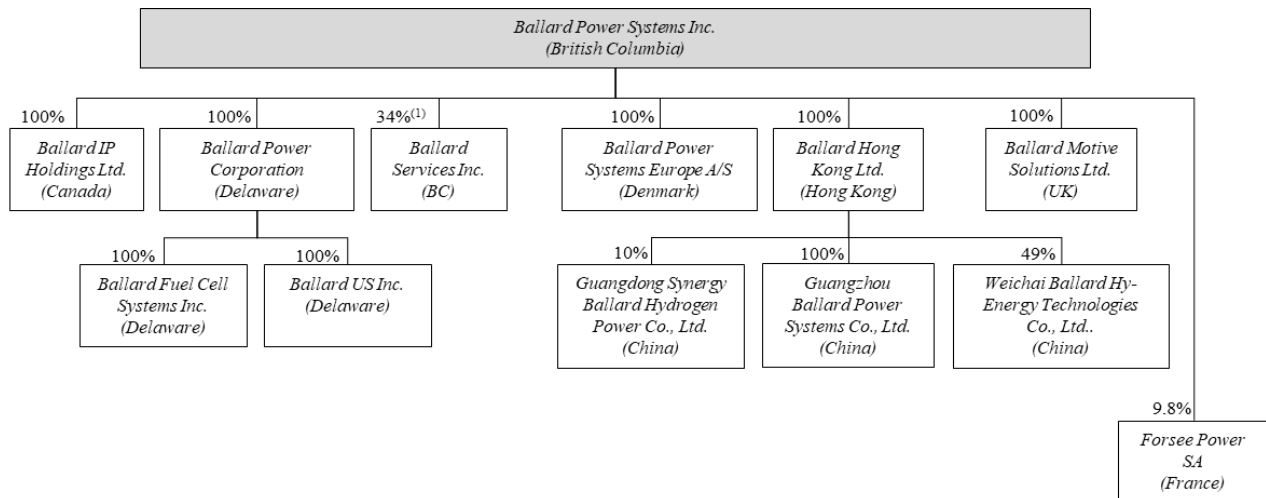 Ballard Power Systems Inc.
(British Columbia)
100%
100%
34%(1)
100%
100%
100%
Ballard IP
Holdings Ltd.
(Canada)
Ballard Power
Corporation
(Delaware)
Ballard
Services Inc.
(BC)
Ballard Power
Systems Europe A/S
(Denmark)
Ballard Hong
Kong Ltd.
(Hong Kong)
Ballard Motive
Solutions Ltd.
(UK)
100%
100%
10%
100%
49%
Ballard Fuel Cell
Systems Inc.
(Delaware)
Ballard US Inc.
(Delaware)
Guangdong Synergy
Ballard Hydrogen
Power Co., Ltd.
(China)
Guangzhou
Ballard Power
Systems Co., Ltd.
(China)
Weichai Ballard Hy-
Energy Technologies
Co., Ltd..
(China)
9.8%
Forsee Power
SA
(France)